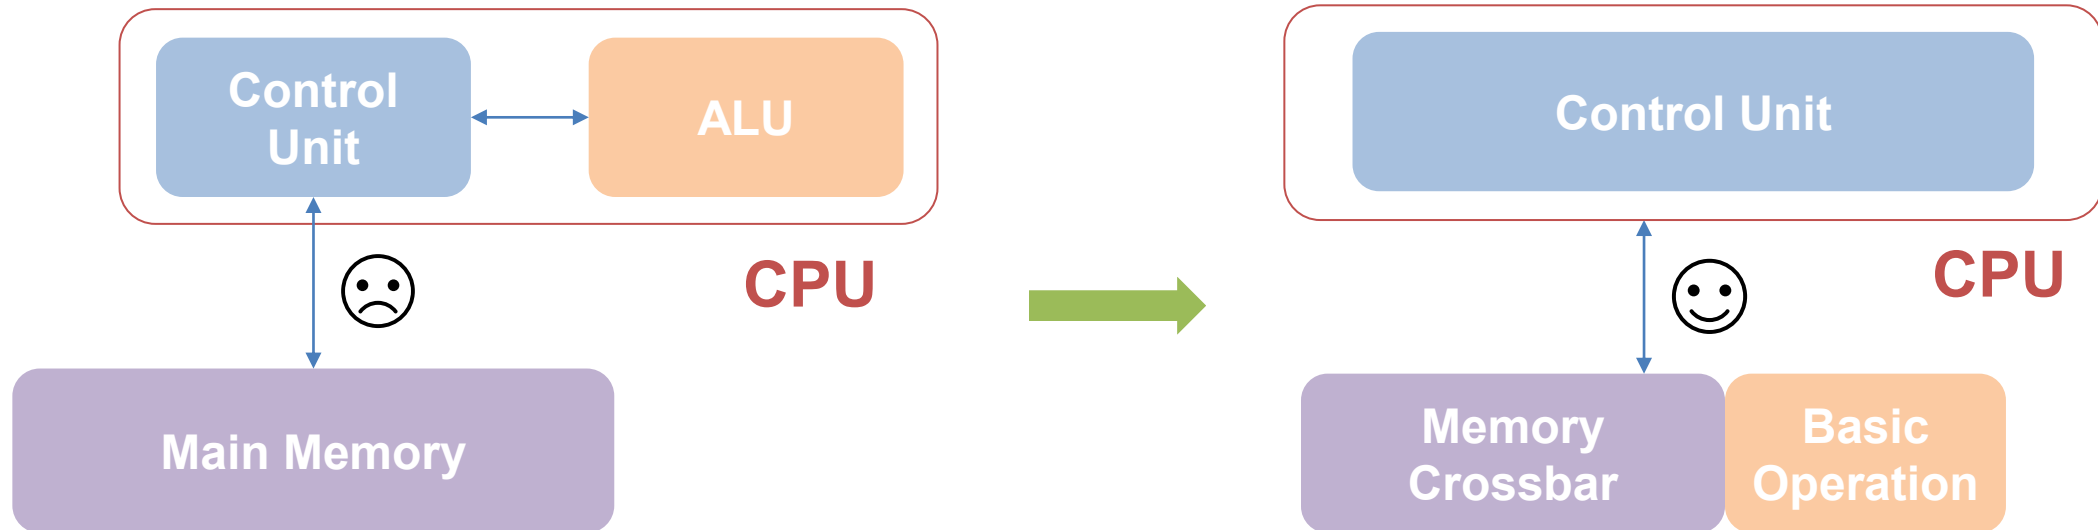 Control
Unit
ALU
CPU
Main Memory
Control Unit
CPU
Memory
Crossbar
Basic
Operation